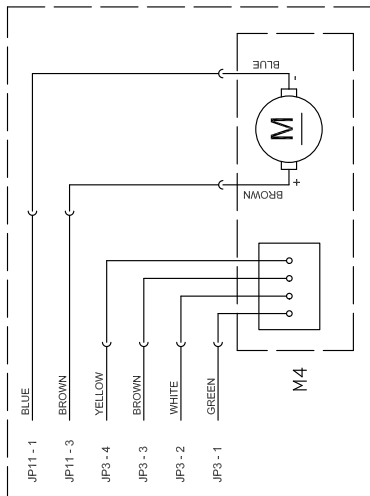 BLUE
-
M
+
BROWN
M4
BLUE
BROWN
YELLOW
BROWN
WHITE
GREEN
JP11 - 1
JP11 - 3
JP3 - 4
JP3 - 3
JP3 - 2
JP3 - 1